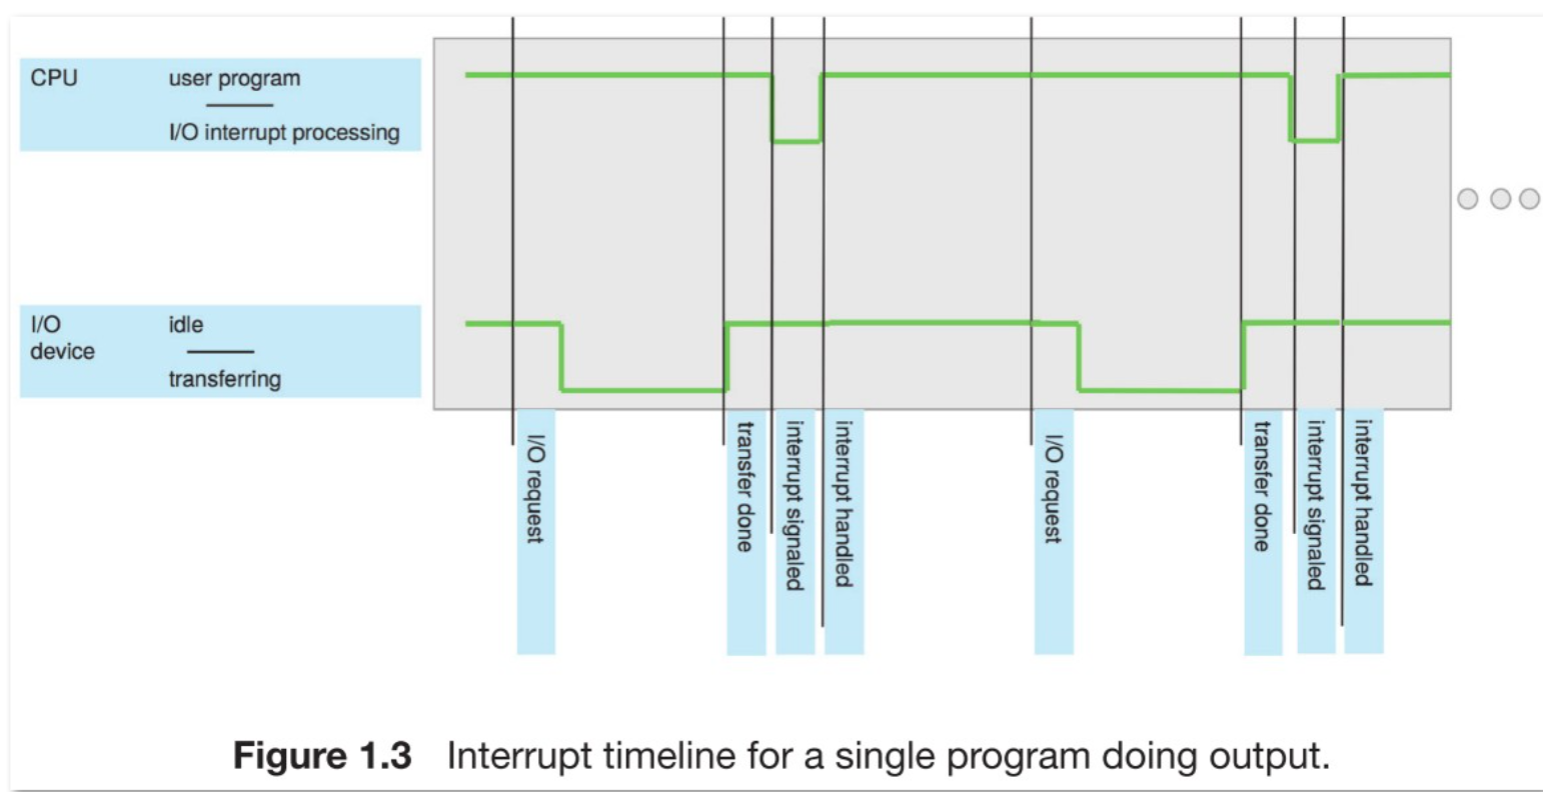 CPU
user program
I/O interrupt processing
I/O
device
idle
transferring
I/O request
transfer done
interrupt signaled
interrupt handled
I/O request
transfer done
interrupt signaled
interrupt handled
Figure 1.3 Interrupt timeline for a single program doing output.